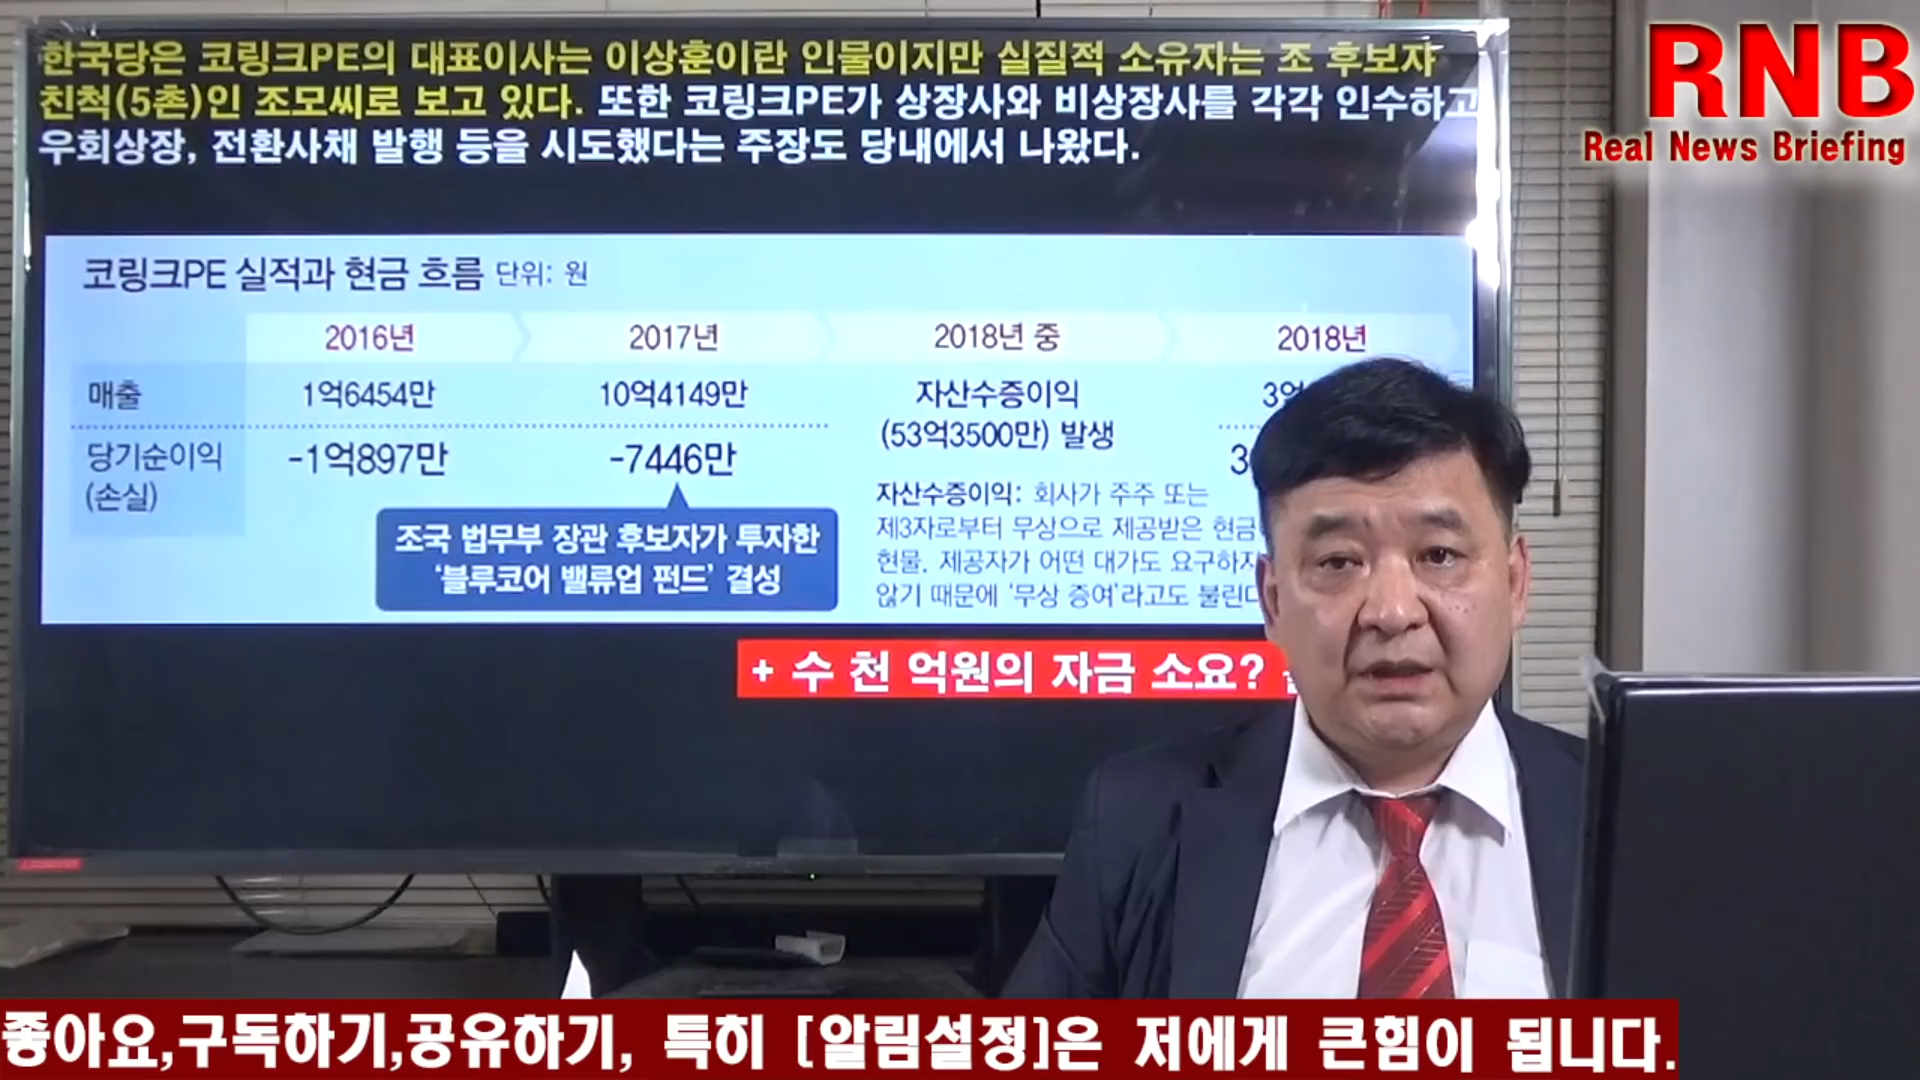 한국당은 코링크PE의 대표이사는 이상훈이란 인물이지만 실질적 소유자는 조 후보자
친척(5촌)인 조모씨로 보고 있다. 또한 코링크PE가 상장사와 비상장사를 각각 인수하고
우회상장, 전환사채 발행 등을 시도했다는 주장도 당내에서 나왔다.
RNB
Real News Briefing
코링크PE 실적과 현금 흐름 단위: 원
2016년 2017년 2018년 중 2018년
매출 1억6454만 10억4149만 자산수증이익
(53억3500만) 발생
당기순이익 -1억897만 -7446만
(손실)
자산수증이익: 회사가 주주 또는
제3자로부터 무상으로 제공받은 현금
현물. 제공자가 어떤 대가도 요구하지
않기 때문에 '무상 증여'라고도 불린다
조국 법무부 장관 후보자가 투자한
'블루코어 밸류업 펀드' 결성
+ 수 천 억원의 자금 소요?
좋아요,구독하기,공유하기, 특히 [알림설정]은 저에게 큰힘이 됩니다.